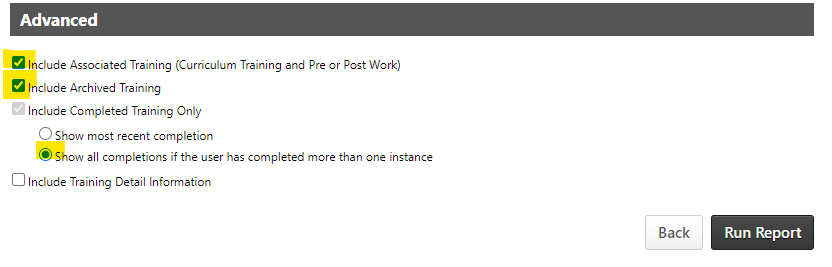 Advanced
Include Associated Training (Curriculum Training and Pre or Post Work)
Include Archived Training
Include Completed Training Only
Show most recent completion
Show all completions if the user has completed more than one instance
Include Training Detail Information
Back Run Report